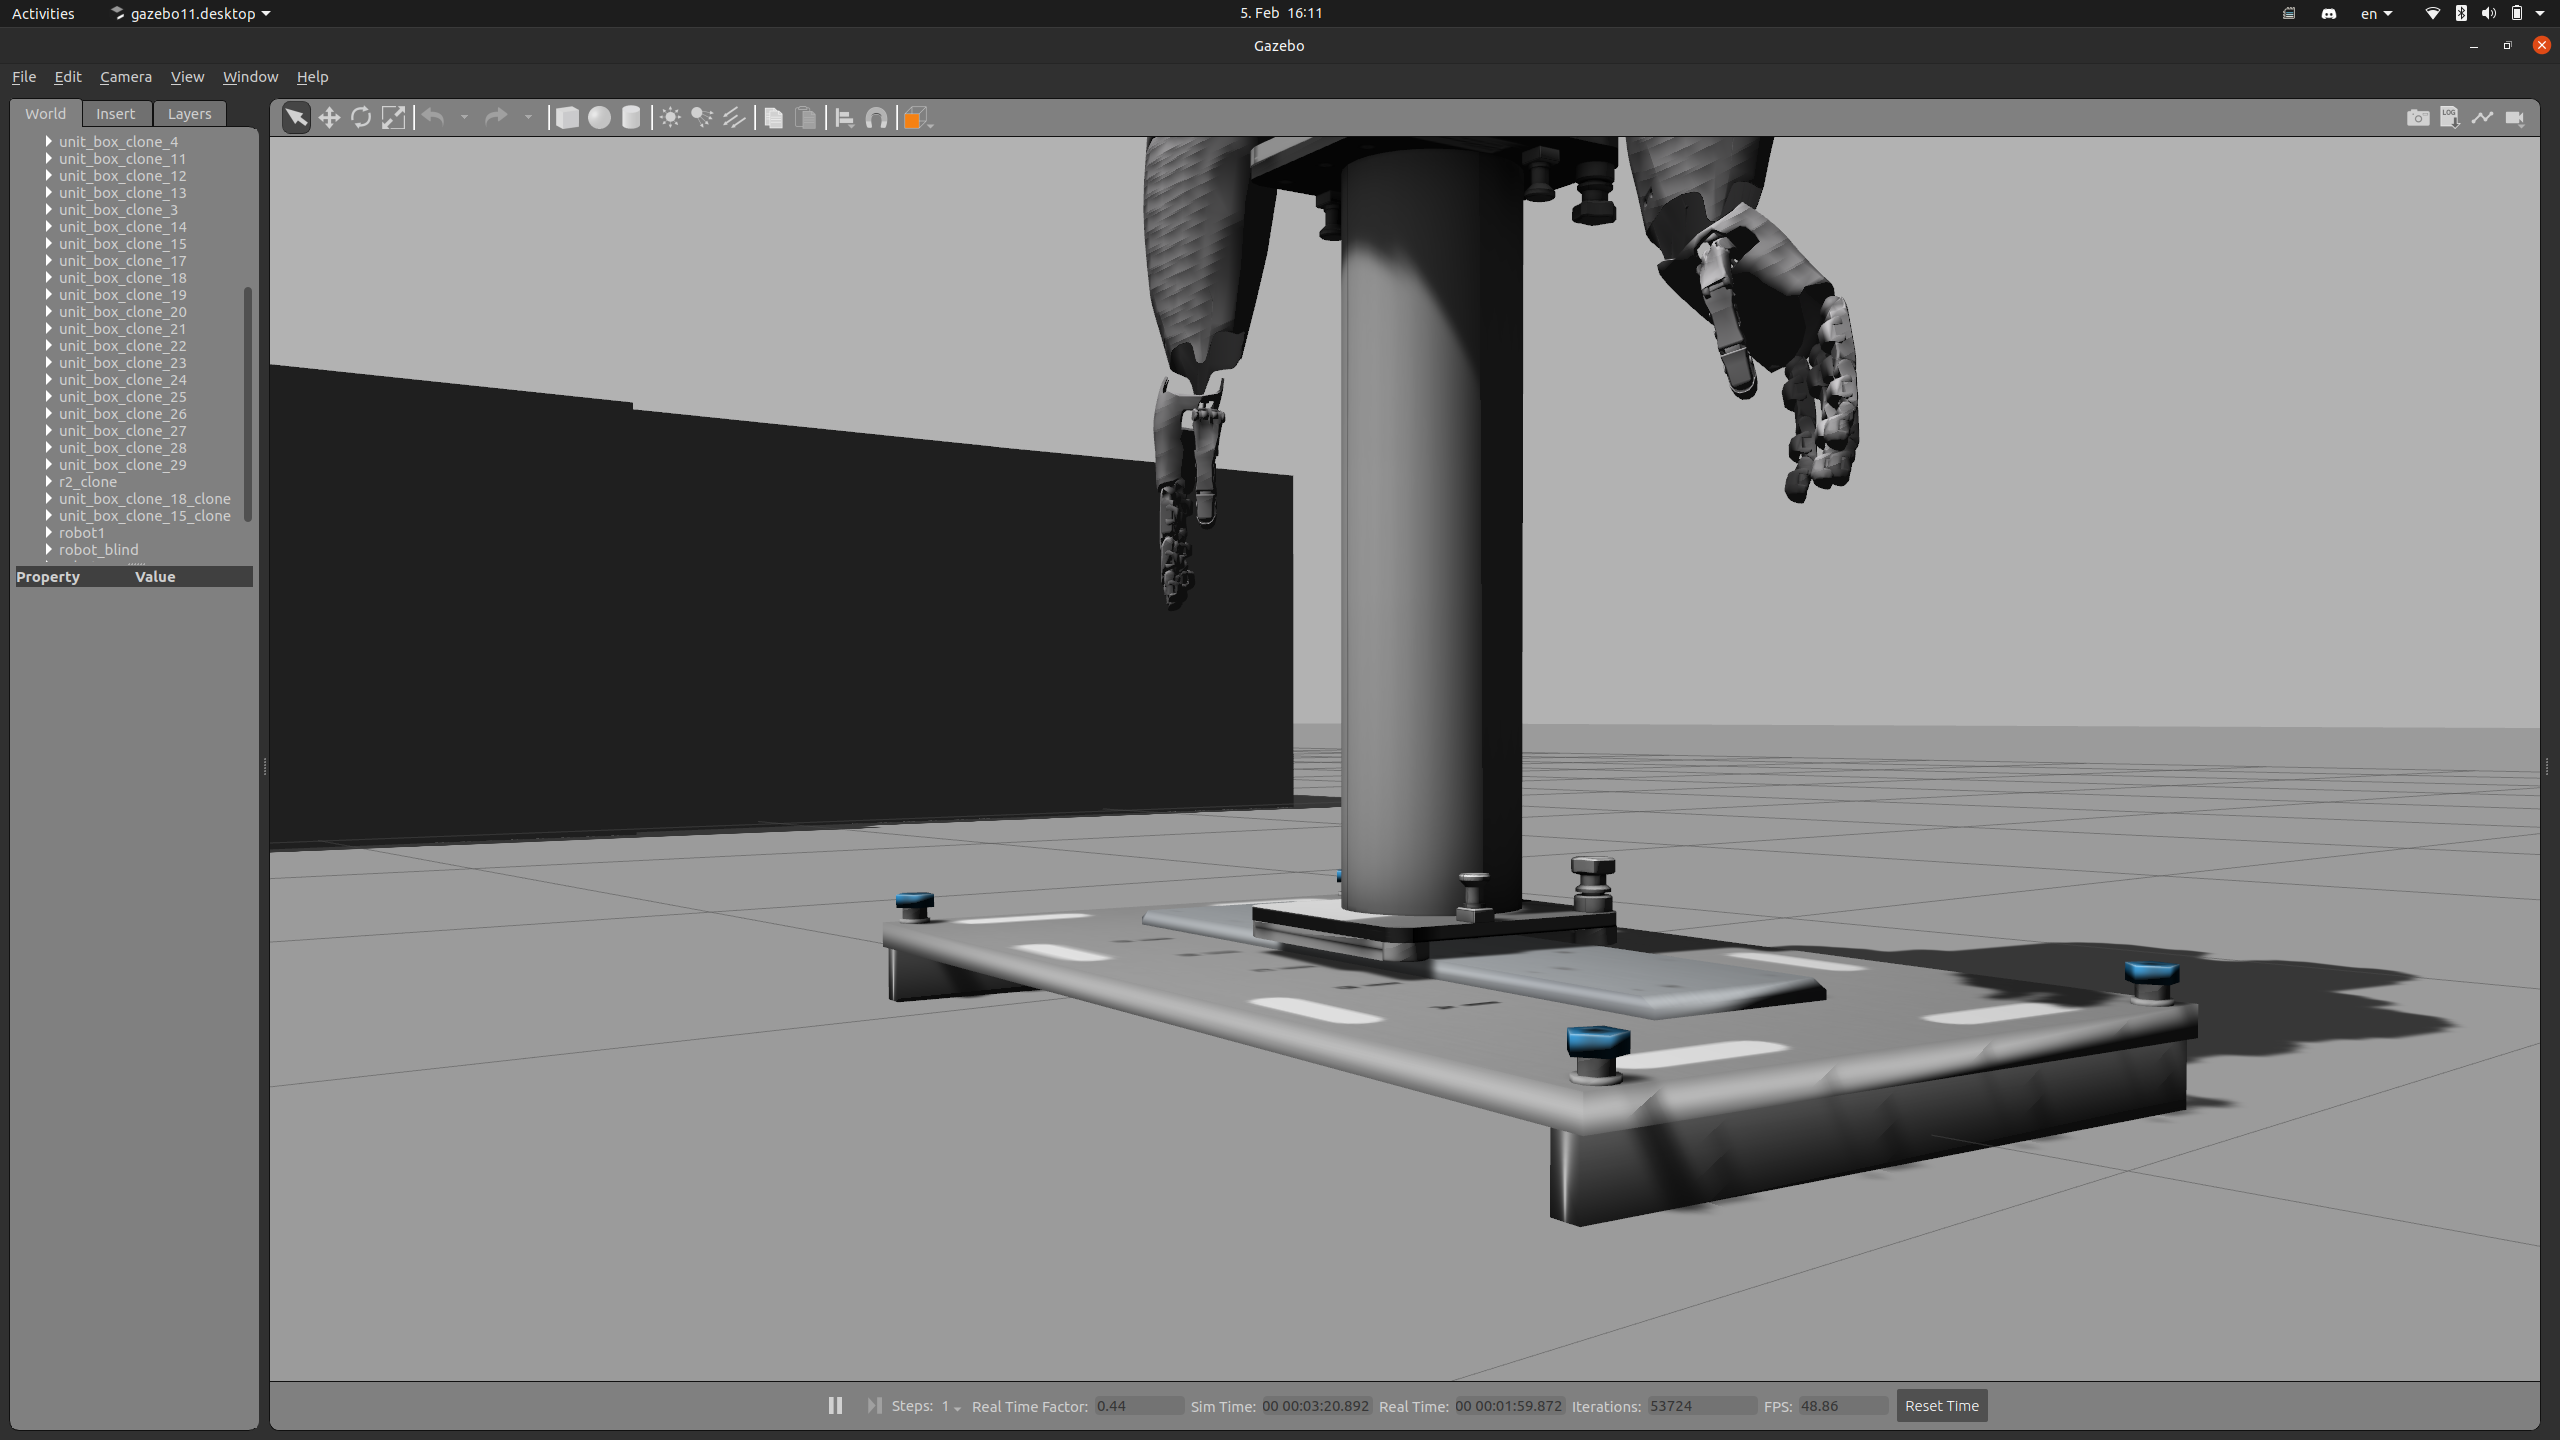 Activities gazebo11.desktop 5. Feb 16:11 en
Gazebo
File Edit Camera View Window Help
World Insert Layers
LOG
unit_box_clone_4
unit_box_clone_11
unit_box_clone_12
unit_box_clone_13
unit_box_clone_3
unit_box_clone_14
unit_box_clone_15
unit_box_clone_17
unit_box_clone_18
unit_box_clone_19
unit_box_clone_20
unit_box_clone_21
unit_box_clone_22
unit_box_clone_23
unit_box_clone_24
unit_box_clone_25
unit_box_clone_26
unit_box_clone_27
unit_box_clone_28
unit_box_clone_29
r2_clone
unit_box_clone_18_clone
unit_box_clone_15_clone
robot1
robot_blind
Property Value
Steps: 1 Real Time Factor: 0.44 Sim Time: 00 00:03:20.892 Real Time: 00 00:01:59.872 Iterations: 53724 FPS: 48.86 Reset Time